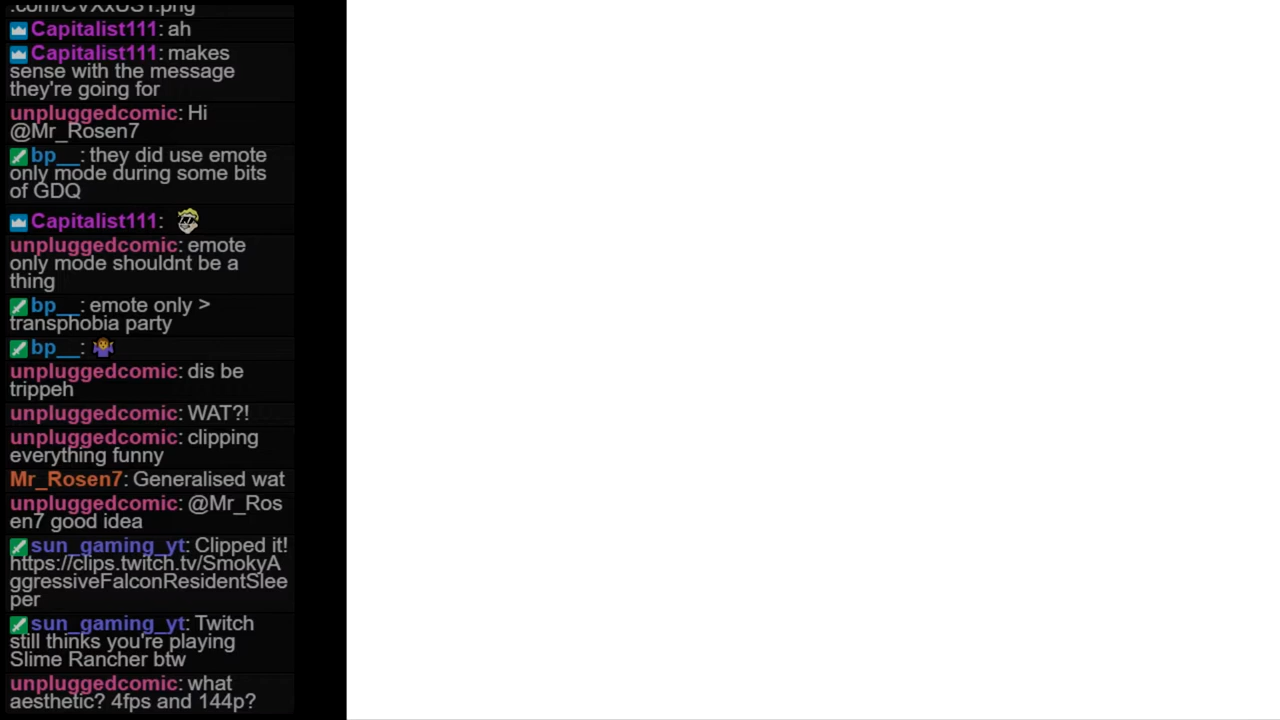 .com/CVXxUST.png
Capitalist111: ah
Capitalist111: makes
sense with the message
they're going for
unpluggedcomic: Hi
@Mr_Rosen7
bp__: they did use emote
only mode during some bits
of GDQ
Capitalist111:
unpluggedcomic: emote
only mode shouldnt be a
thing
bp__: emote only >
transphobia party
bp__:
unpluggedcomic: dis be
trippeh
unpluggedcomic: WAT?!
unpluggedcomic: clipping
everything funny
Mr_Rosen7: Generalised wat
unpluggedcomic: @Mr_Ros
en7 good idea
sun_gaming_yt: Clipped it!
https://clips.twitch.tv/SmokyA
ggressiveFalconResidentSlee
per
sun_gaming_yt: Twitch
still thinks you're playing
Slime Rancher btw
unpluggedcomic: what
aesthetic? 4fps and 144p?